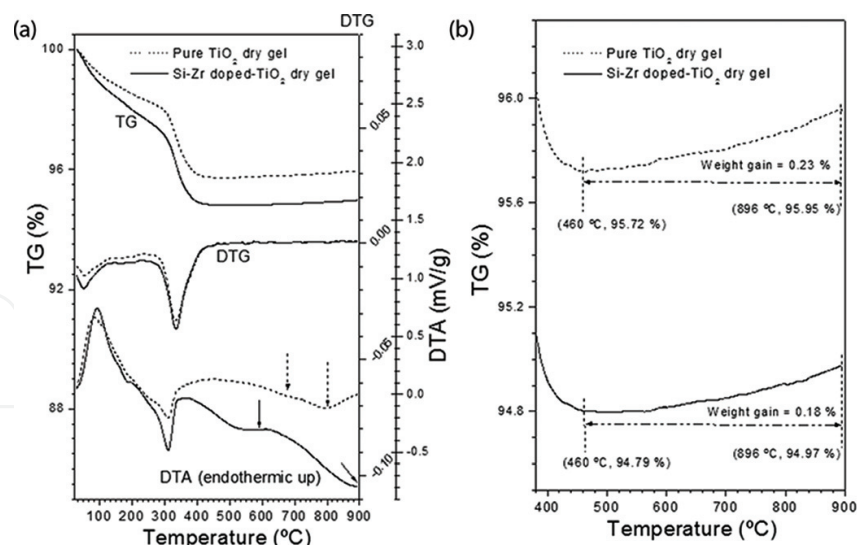 (a)
DTG
Pure TiO2 dry gel
Si-Zr doped-TiO2 dry gel
TG
DTG
DTA (endothermic up)
TG (%)
100
96
92
88
0.05
0.00
-0.05
-0.10
3.0
2.5
2.0
1.5
1.0
0.5
0.0
-0.5
DTA (mV/g)
100 200 300 400 500 600 700 800 900
Temperature (ºC)
(b)
Pure TiO2 dry gel
Si-Zr doped-TiO2 dry gel
TG (%)
96.0
95.6
95.2
94.8
94.4
Weight gain = 0.23 %
(460 ºC, 95.72 %)
(896 ºC, 95.95 %)
Weight gain = 0.18 %
(460 ºC, 94.79 %)
(896 ºC, 94.97 %)
400 500 600 700 800 900
Temperature (ºC)